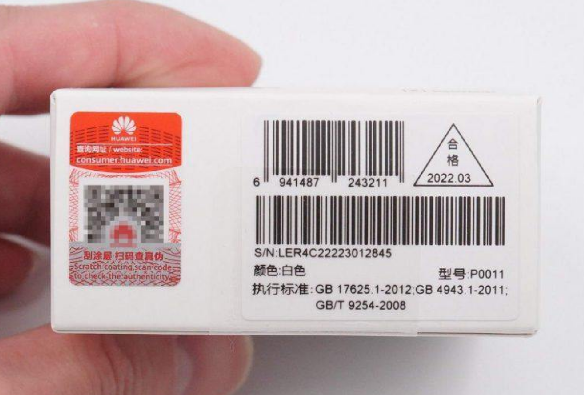 HUAWEI
查询网址 / website:
consumer.huawei.com
刮涂层 扫码查真伪
Scratch coating,scan code
to check the authenticity
6 941487 243211
合
格
2022.03
S/N:LER4C22223012845
颜色:白色 型号:P0011
执行标准:GB 17625.1-2012;GB 4943.1-2011;
GB/T 9254-2008